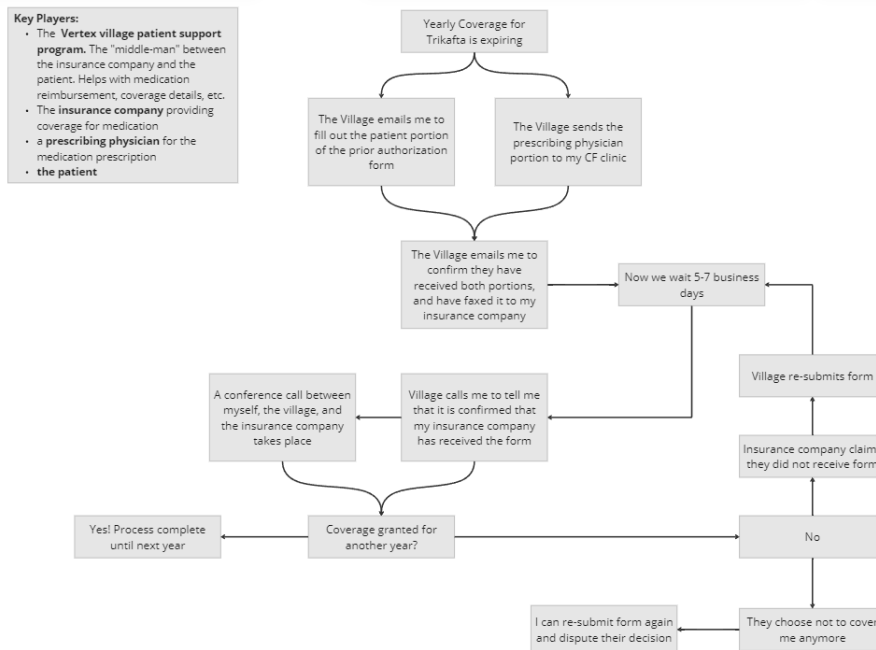 Key Players:
• The Vertex village patient support
program. The "middle-man" between
the insurance company and the
patient. Helps with medication
reimbursement, coverage details, etc.
• The insurance company providing
coverage for medication
• a prescribing physician for the
medication prescription
• the patient
Yearly Coverage for
Trikafta is expiring
The Village emails me to
fill out the patient portion
of the prior authorization
form
The Village sends the
prescribing physician
portion to my CF clinic
The Village emails me to
confirm they have
received both portions,
and have faxed it to my
insurance company
Now we wait 5-7 business
days
Village re-submits form
A conference call between
myself, the village, and
the insurance company
takes place
Village calls me to tell me
that it is confirmed that
my insurance company
has received the form
Insurance company claim
they did not receive form
Yes! Process complete
until next year
Coverage granted for
another year?
No
I can re-submit form again
and dispute their decision
They choose not to cover
me anymore